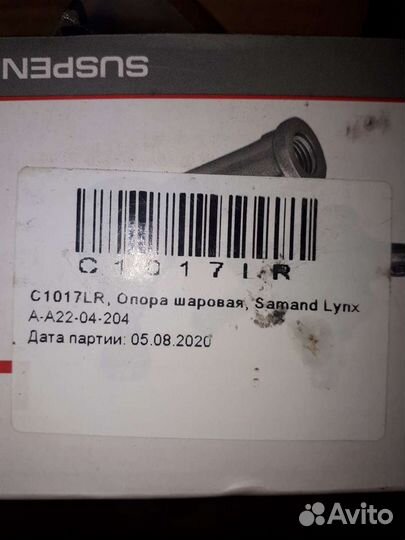 SUSPEN
C1017LR
C1017LR, Опора шаровая, Samand Lynx
A-A22-04-204
Дата партии: 05.08.2020
Avito